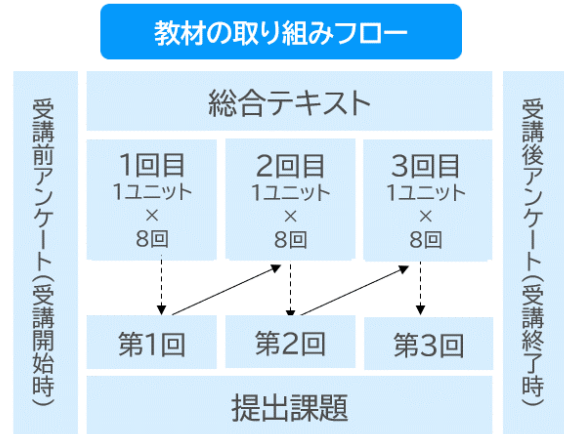 教材の取り組みフロー
受講前アンケート(受講開始時)
総合テキスト
1回目
1ユニット
×
8回
2回目
1ユニット
×
8回
3回目
1ユニット
×
8回
第1回
第2回
第3回
提出課題
受講後アンケート(受講終了時)